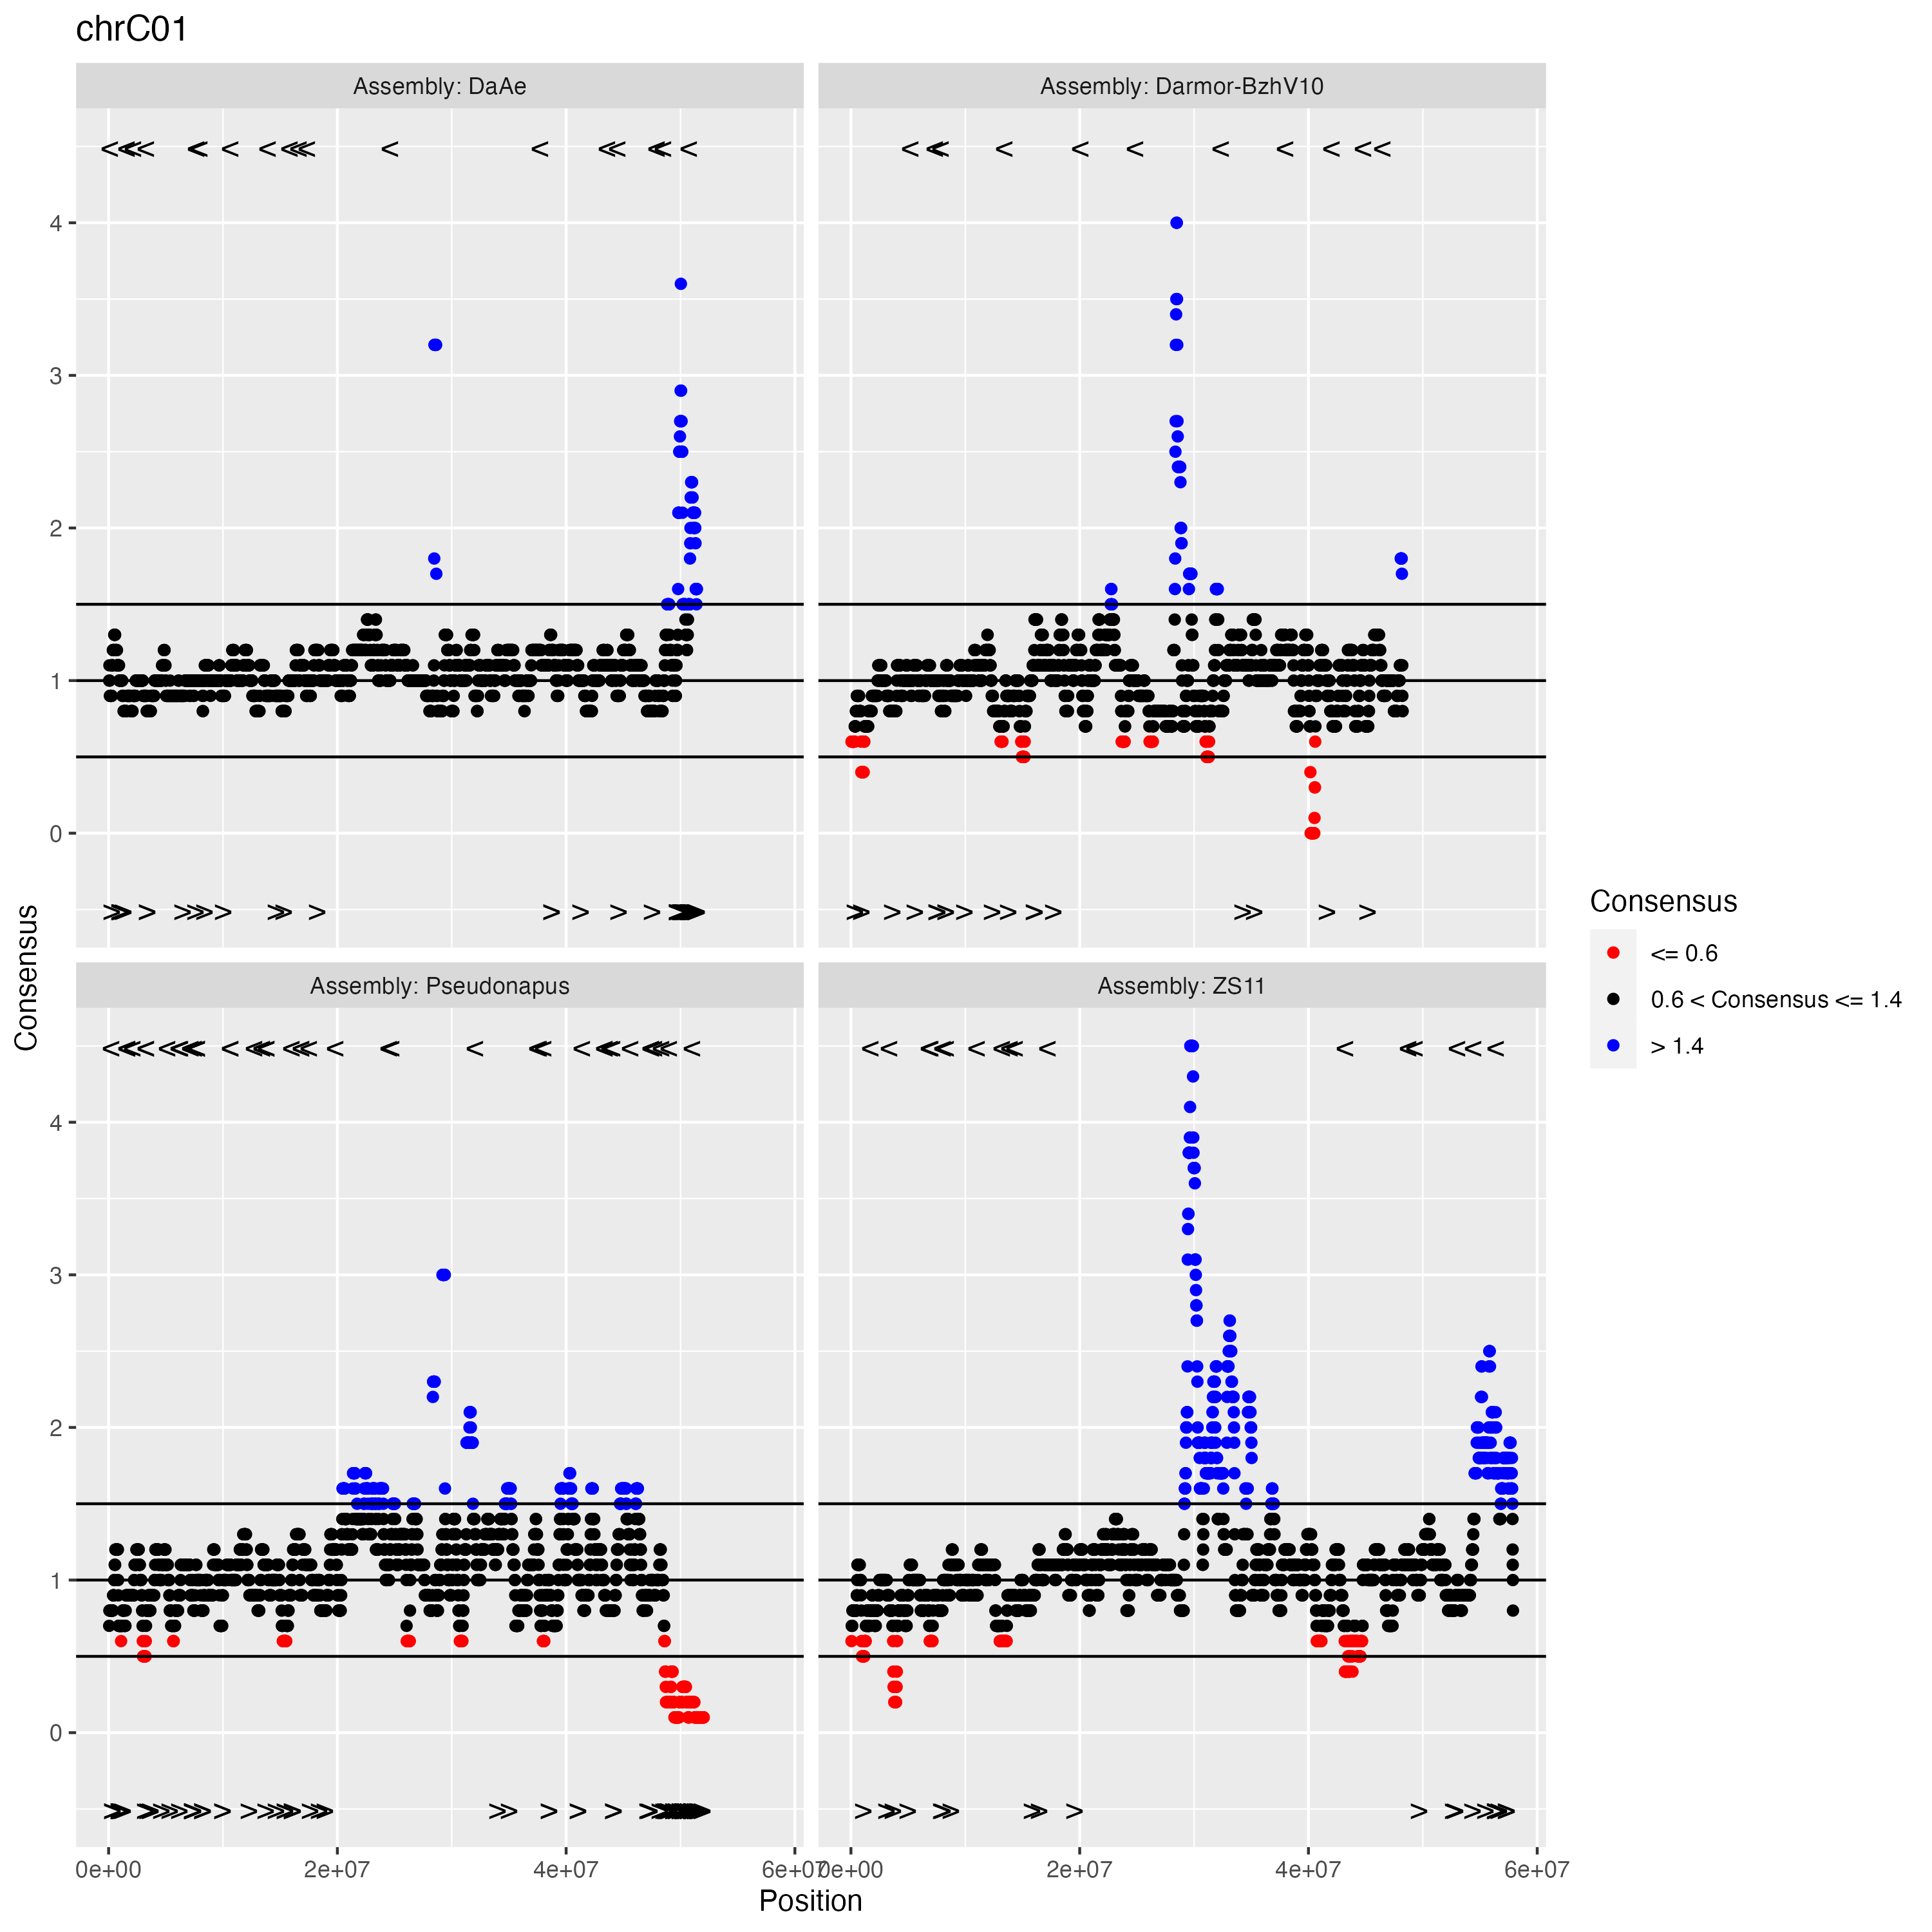 chrC01
Assembly: DaAe
Assembly: Darmor-BzhV10
4
3
2
1
0
Assembly: Pseudonapus
Assembly: ZS11
4
3
2
1
0
0e+00 2e+07 4e+07 6e+07
0e+00 2e+07 4e+07 6e+07
Position
Consensus
Consensus
<= 0.6
0.6 < Consensus <= 1.4
> 1.4